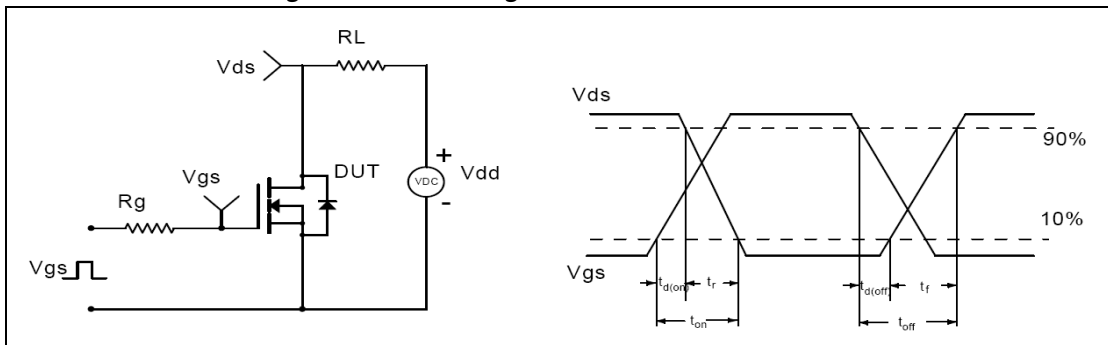 RL
Vds
Vgs
Rg
DUT
VDC
+
-
Vdd
Vgs
Vds
90%
10%
Vgs
td(on)
tr
td(off)
tf
ton
toff